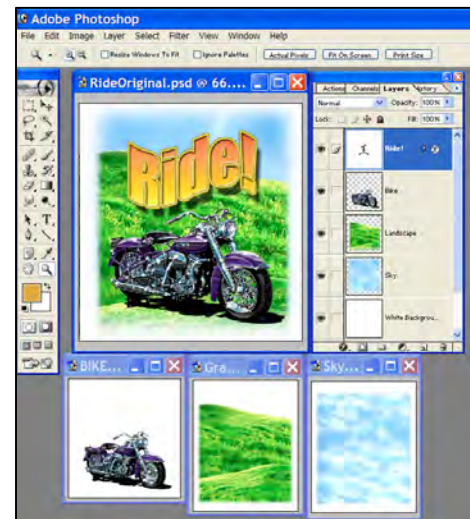 Adobe Photoshop
File Edit Image Layer Select Filter View Window Help
Resize Windows To Fit Ignore Palettes Actual Pixels Fit On Screen Print Size
RideOriginal.psd @ 66....
Ride!
Actions Channels Layers History
Normal Opacity: 100%
Lock: Fill: 100%
Ride!
Bike
Landscape
Sky
White Backgrou...
BIKE... Gra... Sky...